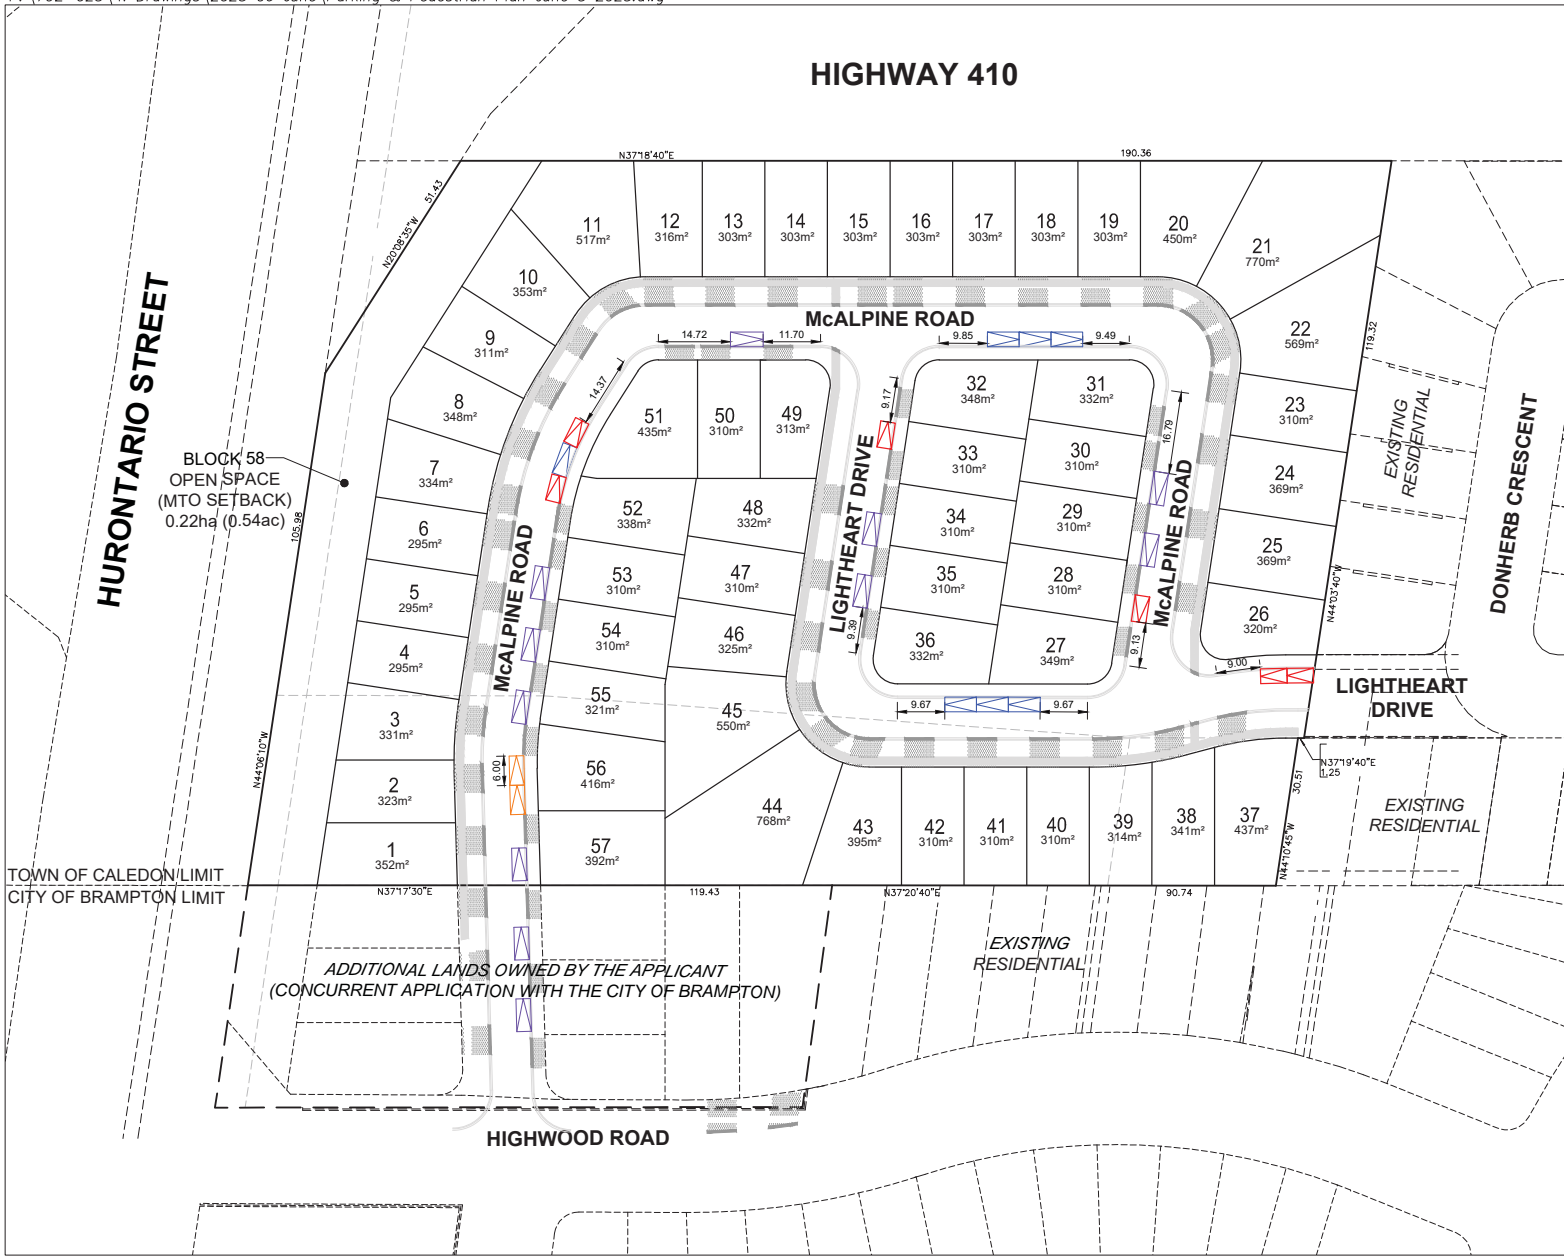 HIGHWAY 410
N37°18'40"E
190.36
N20°08'35"W
51.43
HURONTARIO STREET
11
517m²
12
316m²
13
303m²
14
303m²
15
303m²
16
303m²
17
303m²
18
303m²
19
303m²
20
450m²
21
770m²
10
353m²
9
311m²
8
348m²
7
334m²
6
295m²
5
295m²
4
295m²
3
331m²
2
323m²
1
352m²
22
569m²
23
310m²
24
369m²
25
369m²
26
320m²
119.32
N44°03'40"W
EXISTING
RESIDENTIAL
DONHERB CRESCENT
McALPINE ROAD
14.72
11.70
9.85
9.49
14.37
9.17
16.79
51
435m²
50
310m²
49
313m²
32
348m²
31
332m²
33
310m²
30
310m²
34
310m²
29
310m²
35
310m²
28
310m²
36
332m²
27
349m²
52
338m²
48
332m²
53
310m²
47
310m²
54
310m²
46
325m²
55
321m²
45
550m²
56
416m²
44
768m²
57
392m²
BLOCK 58
OPEN SPACE
(MTO SETBACK)
0.22ha (0.54ac)
105.98
N44°06'10"W
McALPINE ROAD
LIGHTHEART DRIVE
McALPINE ROAD
9.39
9.13
9.00
9.67
9.67
6.00
LIGHTHEART
DRIVE
N37°19'40"E
1.25
30.51
N44°10'45"W
43
395m²
42
310m²
41
310m²
40
310m²
39
314m²
38
341m²
37
437m²
EXISTING
RESIDENTIAL
TOWN OF CALEDON LIMIT
CITY OF BRAMPTON LIMIT
N37°17'30"E
119.43
N37°20'40"E
90.74
EXISTING
RESIDENTIAL
ADDITIONAL LANDS OWNED BY THE APPLICANT
(CONCURRENT APPLICATION WITH THE CITY OF BRAMPTON)
HIGHWOOD ROAD